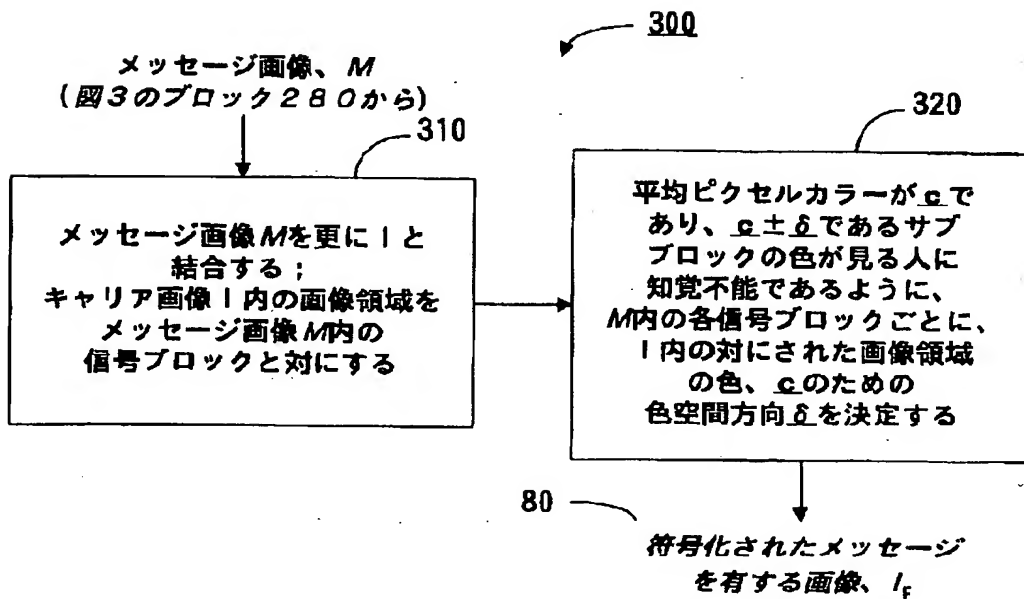 300
メッセージ画像、M
(図3のブロック280から)
310
メッセージ画像Mを更にIと
結合する;
キャリア画像I内の画像領域を
メッセージ画像M内の
信号ブロックと対にする
320
平均ピクセルカラーがcで
あり、c±δであるサブ
ブロックの色が見る人に
知覚不能であるように、
M内の各信号ブロックごとに、
I内の対にされた画像領域
の色、cのための
色空間方向δを決定する
80
符号化されたメッセージ
を有する画像、IE